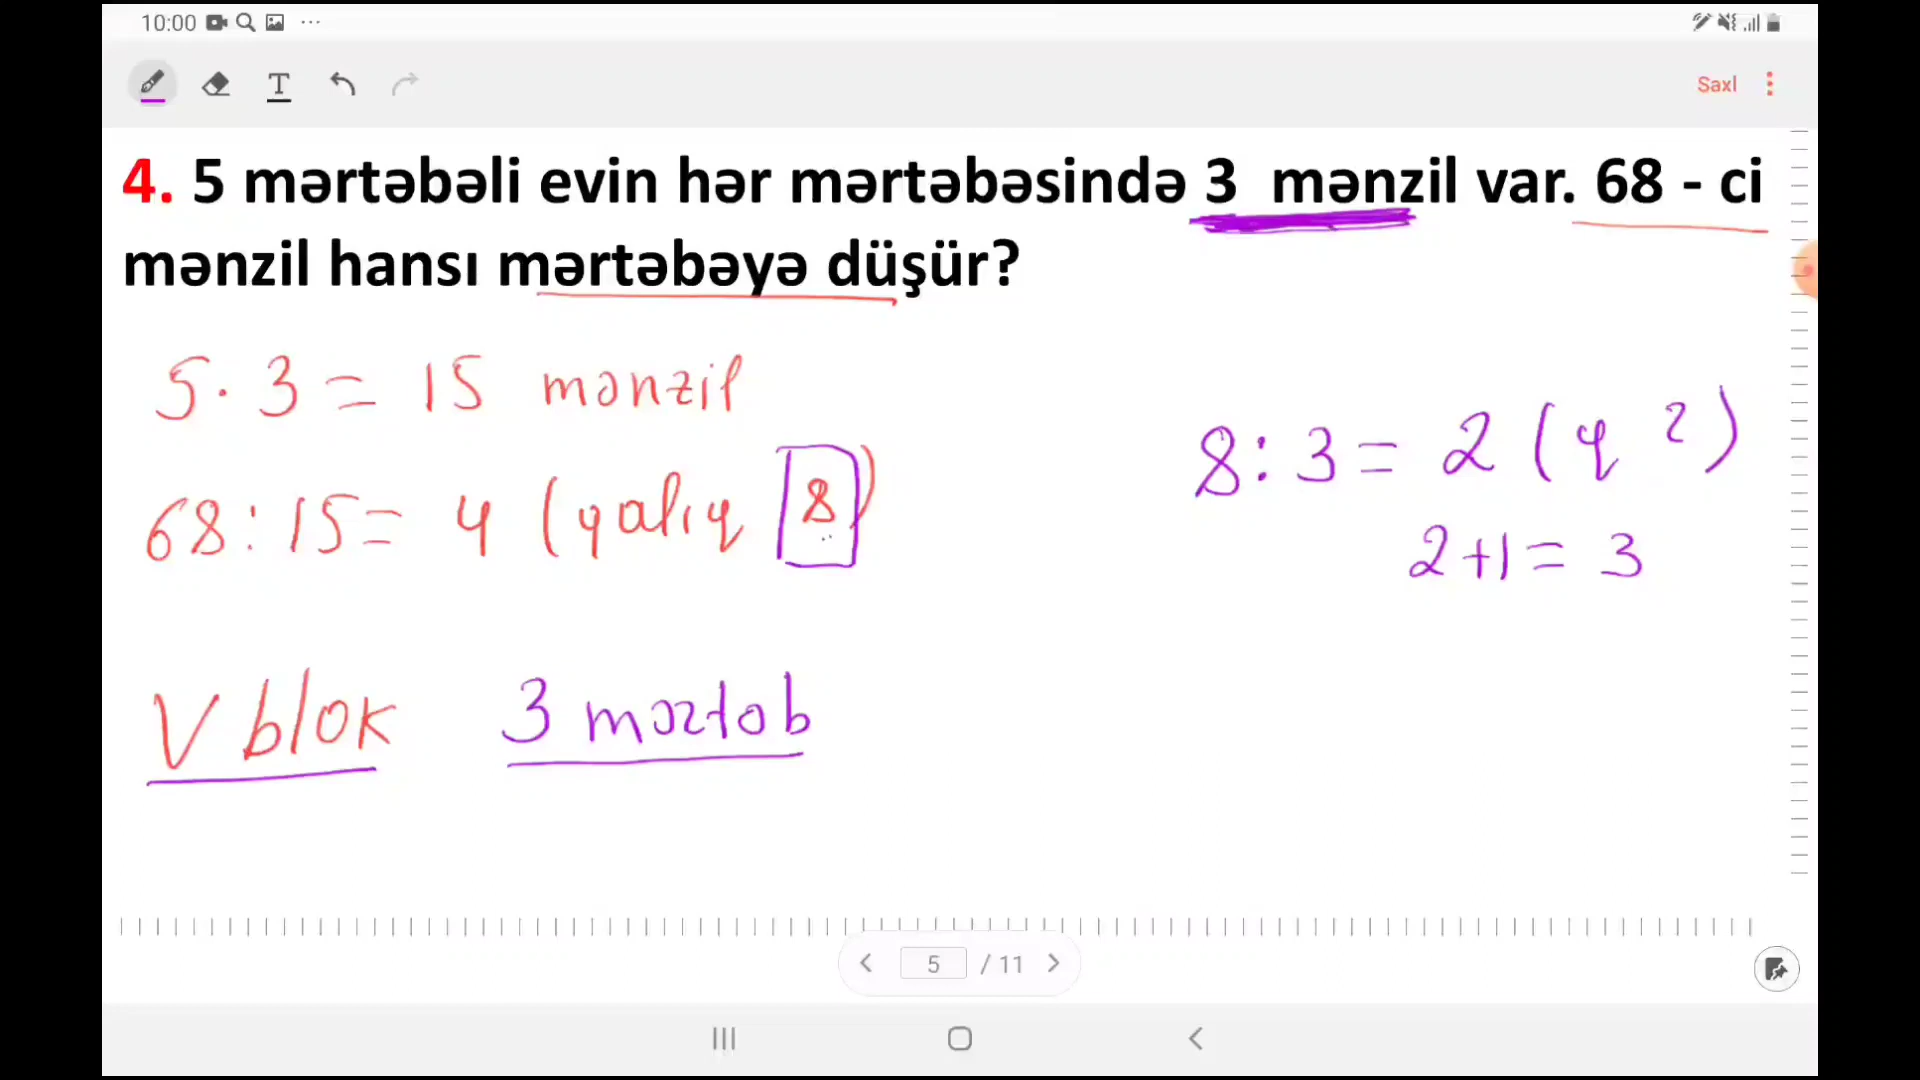 10:00
Saxl
4. 5 mərtəbəli evin hər mərtəbəsində 3 mənzil var. 68 - ci
mənzil hansı mərtəbəyə düşür?
5 · 3 = 15 mənzil
68 : 15 = 4 (qalıq 8)
8 : 3 = 2 (q 2)
2 + 1 = 3
V blok 3 mərtəb
5 / 11